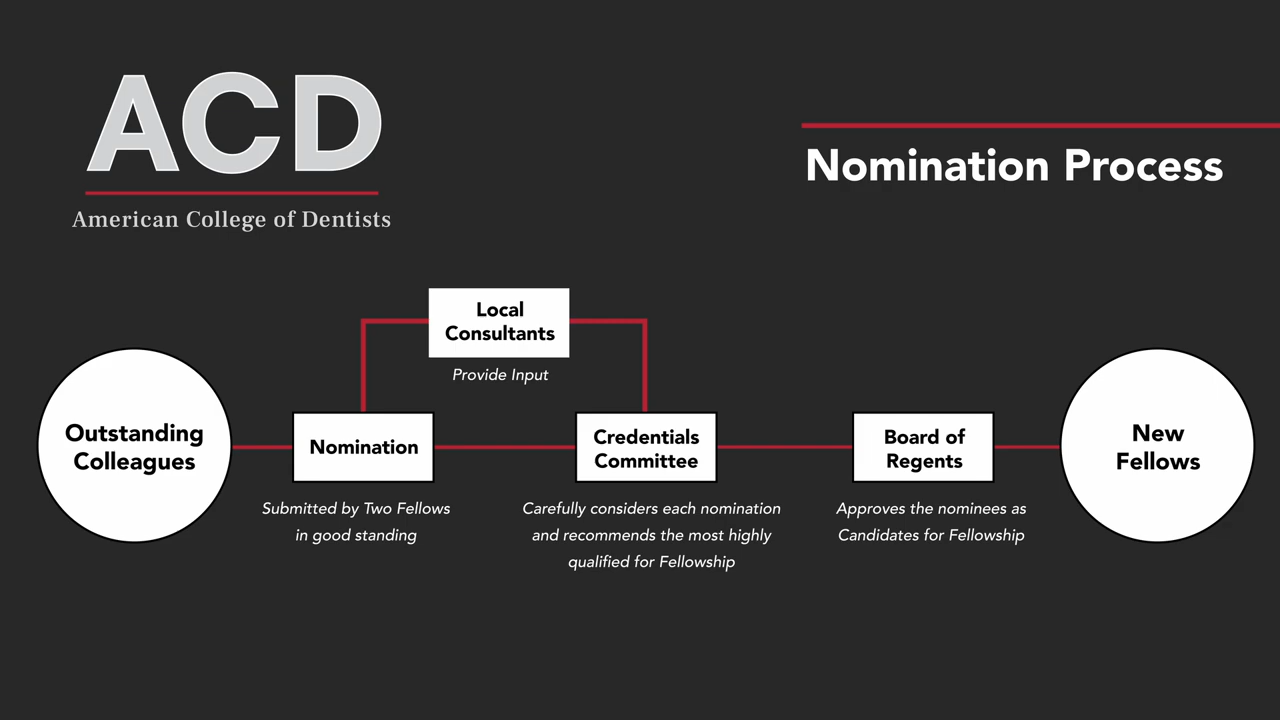 ACD
American College of Dentists
Nomination Process
Local
Consultants
Provide Input
Outstanding
Colleagues
Nomination
Submitted by Two Fellows
in good standing
Credentials
Committee
Carefully considers each nomination
and recommends the most highly
qualified for Fellowship
Board of
Regents
Approves the nominees as
Candidates for Fellowship
New
Fellows